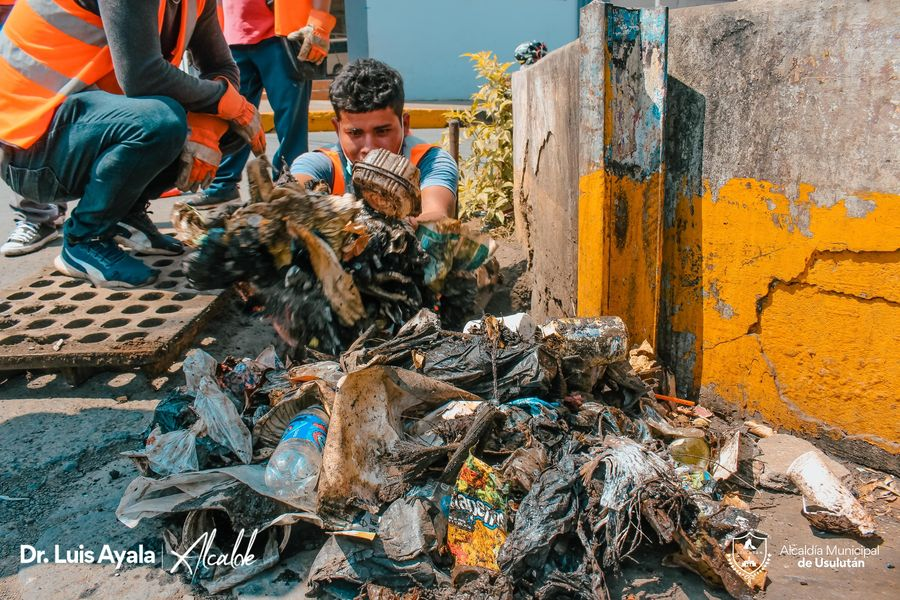 Dr. Luis Ayala | Alcalde
Alcaldía Municipal
de Usulután